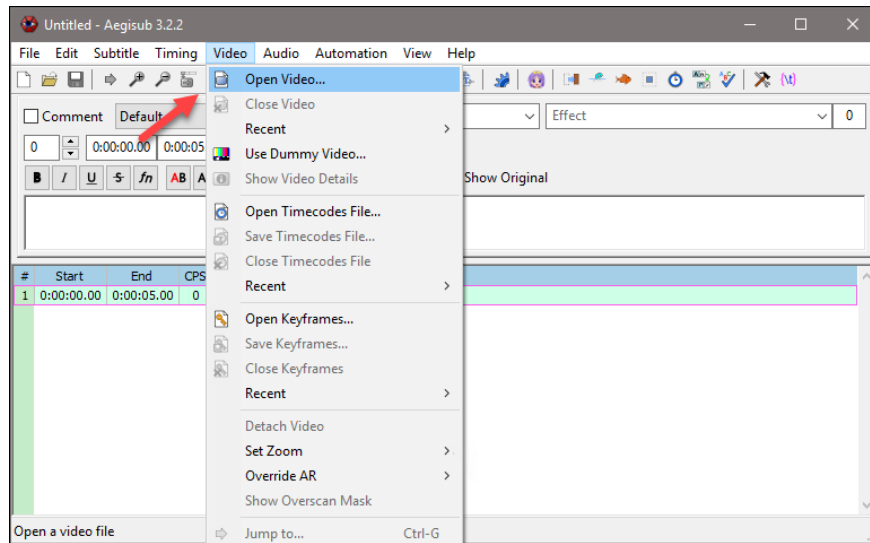 Untitled - Aegisub 3.2.2
File Edit Subtitle Timing Video Audio Automation View Help
Open Video...
Close Video
Recent
Use Dummy Video...
Show Video Details
Open Timecodes File...
Save Timecodes File...
Close Timecodes File
Recent
Open Keyframes...
Save Keyframes...
Close Keyframes
Recent
Detach Video
Set Zoom
Override AR
Show Overscan Mask
Jump to... Ctrl-G
Comment Default Effect 0
0 0:00:00.00 0:00:05
B I U S fn AB A Show Original
# Start End CPS
1 0:00:00.00 0:00:05.00 0
Open a video file